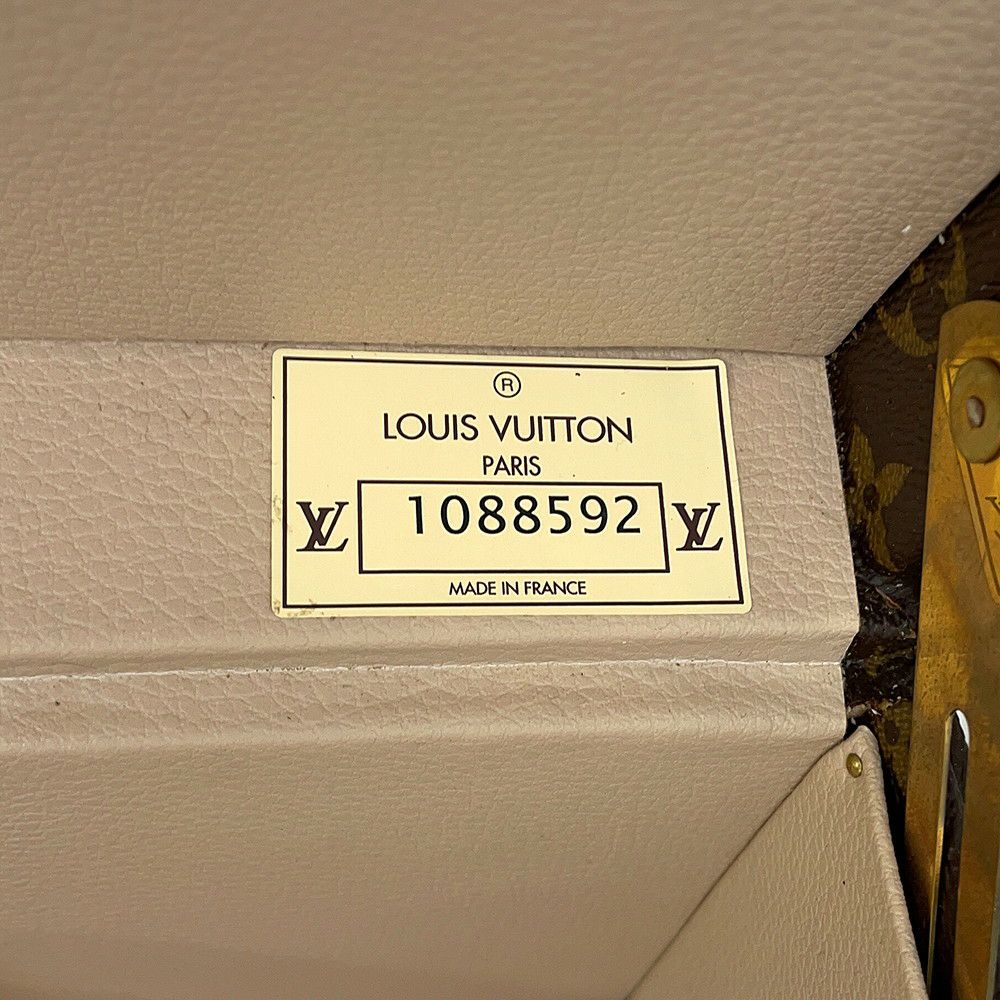 ®
LOUIS VUITTON
PARIS
LV 1088592 LV
MADE IN FRANCE